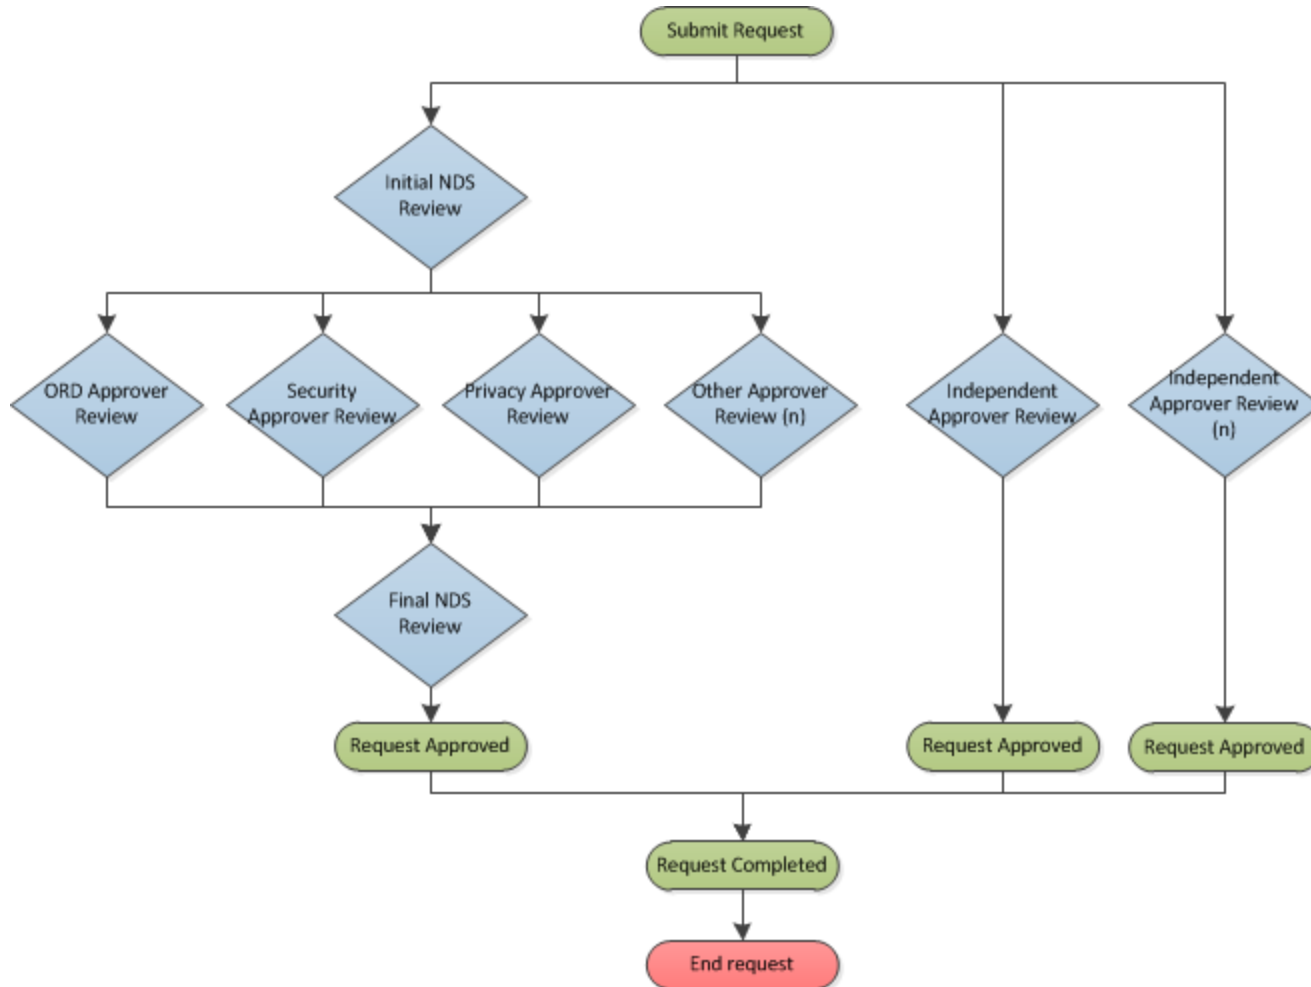 Submit Request
Initial NDS
Review
ORD Approver
Review
Security
Approver Review
Privacy Approver
Review
Other Approver
Review (n)
Independent
Approver Review
Independent
Approver Review
(n)
Final NDS
Review
Request Approved
Request Approved
Request Approved
Request Completed
End request